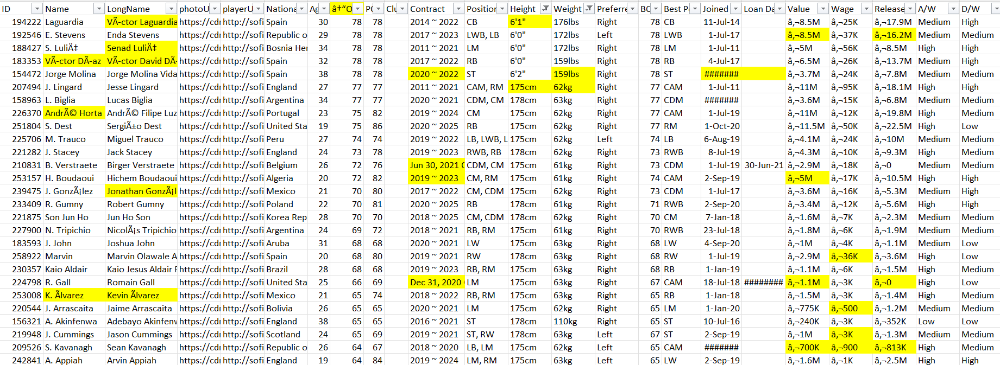 ID Name LongName photoU playerU Nationa Ag â†“O PO Clu Contract Position Height Weight Preferre BO Best P Joined Loan Da Value Wage Release A/W D/W
194222 Laguardia VÃ-ctor Laguardia https://cdn http://sofi Spain 30 78 78 2014 ~ 2022 CB 6'1" 176lbs Right 78 CB 11-Jul-14 â‚¬8.5M â‚¬25K â‚¬17.9M Medium High
192546 E. Stevens Enda Stevens https://cdn http://sofi Republic o 29 78 78 2017 ~ 2023 LWB, LB 6'0" 172lbs Left 78 LWB 1-Jul-17 â‚¬8.5M â‚¬37K â‚¬16.2M Medium Medium
188427 S. LuliÄ‡ Senad LuliÄ‡ https://cdn http://sofi Bosnia Her 34 78 78 2011 ~ 2021 LM 6'0" 172lbs Right 78 LM 1-Jul-11 â‚¬5M â‚¬56K â‚¬8.5M High High
183353 VÃ-ctor DÃ-az VÃ-ctor David DÃ- https://cdn http://sofi Spain 32 78 78 2017 ~ 2022 RB 6'0" 159lbs Right 78 RB 4-Jul-17 â‚¬6.5M â‚¬26K â‚¬13.7M Medium High
154472 Jorge Molina Jorge Molina Vida https://cdn http://sofi Spain 38 78 78 2020 ~ 2022 ST 6'2" 159lbs Right 78 ST ####### â‚¬3.7M â‚¬24K â‚¬7.8M Medium Medium
207494 J. Lingard Jesse Lingard https://cdn http://sofi England 27 77 77 2011 ~ 2021 CAM, RM 175cm 62kg Right 77 CAM 1-Jul-11 â‚¬11M â‚¬95K â‚¬18.1M High High
158963 L. Biglia Lucas Biglia https://cdn http://sofi Argentina 34 77 77 2020 ~ 2021 CDM, CM 178cm 63kg Right 77 CDM ####### â‚¬3.6M â‚¬15K â‚¬6.8M Medium High
226370 AndrÃ© Horta AndrÃ© Filipe Luz https://cdn http://sofi Portugal 23 75 82 2019 ~ 2024 CM 175cm 62kg Right 77 CAM 1-Jul-19 â‚¬11M â‚¬12K â‚¬19.8M High Medium
251804 S. Dest SergiÃ±o Dest https://cdn http://sofi United Sta 19 75 86 2020 ~ 2025 RB 175cm 62kg Right 77 RM 1-Oct-20 â‚¬11.5M â‚¬50K â‚¬22.5M High Low
225706 M. Trauco Miguel Trauco https://cdn http://sofi Peru 27 74 74 2019 ~ 2022 LB, LWB, L 175cm 62kg Left 74 LB 6-Aug-19 â‚¬4.1M â‚¬24K â‚¬10M Medium Medium
221282 J. Stacey Jack Stacey https://cdn http://sofi England 24 73 78 2019 ~ 2023 RWB, RB 178cm 62kg Right 73 RWB 8-Jul-19 â‚¬4.3M â‚¬10K â‚¬9.3M High Medium
210831 B. Verstraete Birger Verstraete https://cdn http://sofi Belgium 26 72 76 Jun 30, 2021 CDM, CM 175cm 61kg Right 73 CDM 1-Jul-19 30-Jun-21 â‚¬2.9M â‚¬18K â‚¬0 Medium Medium
253157 H. Boudaoui Hichem Boudaoui https://cdn http://sofi Algeria 20 72 82 2019 ~ 2023 CM, RM 175cm 61kg Right 74 CAM 2-Sep-19 â‚¬5M â‚¬17K â‚¬10.5M High High
239475 J. GonzÃ¡lez Jonathan GonzÃ¡l https://cdn http://sofi Mexico 21 70 80 2017 ~ 2022 CM, CDM 175cm 62kg Right 73 CDM 1-Jul-17 â‚¬3.6M â‚¬16K â‚¬5.3M Medium High
233409 R. Gumny Robert Gumny https://cdn http://sofi Poland 22 70 81 2020 ~ 2025 RB 178cm 61kg Right 71 RWB 2-Sep-20 â‚¬3.4M â‚¬12K â‚¬5.6M High High
221875 Son Jun Ho Jun Ho Son https://cdn http://sofi Korea Rep 28 70 70 2018 ~ 2025 CM, CDM 178cm 62kg Right 70 CM 7-Jan-18 â‚¬1.6M â‚¬7K â‚¬2.3M Medium Medium
227900 N. Tripichio NicolÃ¡s Tripichio https://cdn http://sofi Argentina 24 69 72 2018 ~ 2021 RB, RM 175cm 61kg Right 70 RWB 23-Jul-18 â‚¬1.8M â‚¬6K â‚¬1.9M Medium Medium
183593 J. John Joshua John https://cdn http://sofi Aruba 31 68 68 2020 ~ 2021 LW 175cm 63kg Right 68 LW 4-Sep-20 â‚¬1M â‚¬4K â‚¬1.1M Medium Low
258922 Marvin Marvin Olawale A https://cdn http://sofi Spain 20 68 80 2019 ~ 2021 RW 178cm 63kg Right 68 RW 1-Jul-19 â‚¬2.9M â‚¬36K â‚¬3.6M High Low
230357 Kaio Aldair Kaio Jesus Aldair https://cdn http://sofi Brazil 28 68 68 2019 ~ 2023 RB, RM 175cm 63kg Right 68 RB 1-Jan-19 â‚¬1.1M â‚¬6K â‚¬1.5M High Medium
224798 R. Gall Romain Gall https://cdn http://sofi United Sta 25 66 69 Dec 31, 2020 LM 175cm 63kg Right 67 CAM 18-Jul-18 ######## â‚¬1.1M â‚¬3K â‚¬0 High Low
253008 K. Ãlvarez Kevin Ãlvarez https://cdn http://sofi Mexico 21 65 74 2018 ~ 2022 RB, RM 175cm 63kg Right 65 RB 1-Jan-18 â‚¬1.5M â‚¬3K â‚¬1.4M High Medium
220544 J. Arrascaita Jaime Arrascaita https://cdn http://sofi Bolivia 26 65 65 2020 ~ 2021 LM 175cm 62kg Right 65 LM 1-Jan-20 â‚¬775K â‚¬500 â‚¬1.2M Medium Medium
156321 A. Akinfenwa Adebayo Akinfenw https://cdn http://sofi England 38 65 65 2016 ~ 2021 ST 178cm 110kg Right 65 ST 10-Jul-16 â‚¬240K â‚¬3K â‚¬352K Low Low
219948 J. Cummings Jason Cummings https://cdn http://sofi Scotland 24 65 69 2019 ~ 2021 ST, RW 178cm 63kg Left 67 ST 2-Sep-19 â‚¬1M â‚¬3K â‚¬1.3M Medium Medium
209526 S. Kavanagh Sean Kavanagh https://cdn http://sofi Republic o 26 64 67 2018 ~ 2020 LB, LM 175cm 62kg Left 65 CAM ####### â‚¬700K â‚¬900 â‚¬813K High Medium
242841 A. Appiah Arvin Appiah https://cdn http://sofi England 19 64 84 2019 ~ 2024 LM, RM 175cm 63kg Left 65 LW 2-Sep-19 â‚¬1.6M â‚¬1K â‚¬2.5M High High